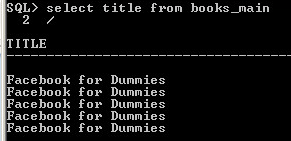 SQL> select title from books_main
2 /
TITLE
--------------------------------------------------
Facebook for Dummies
Facebook for Dummies
Facebook for Dummies
Facebook for Dummies
Facebook for Dummies